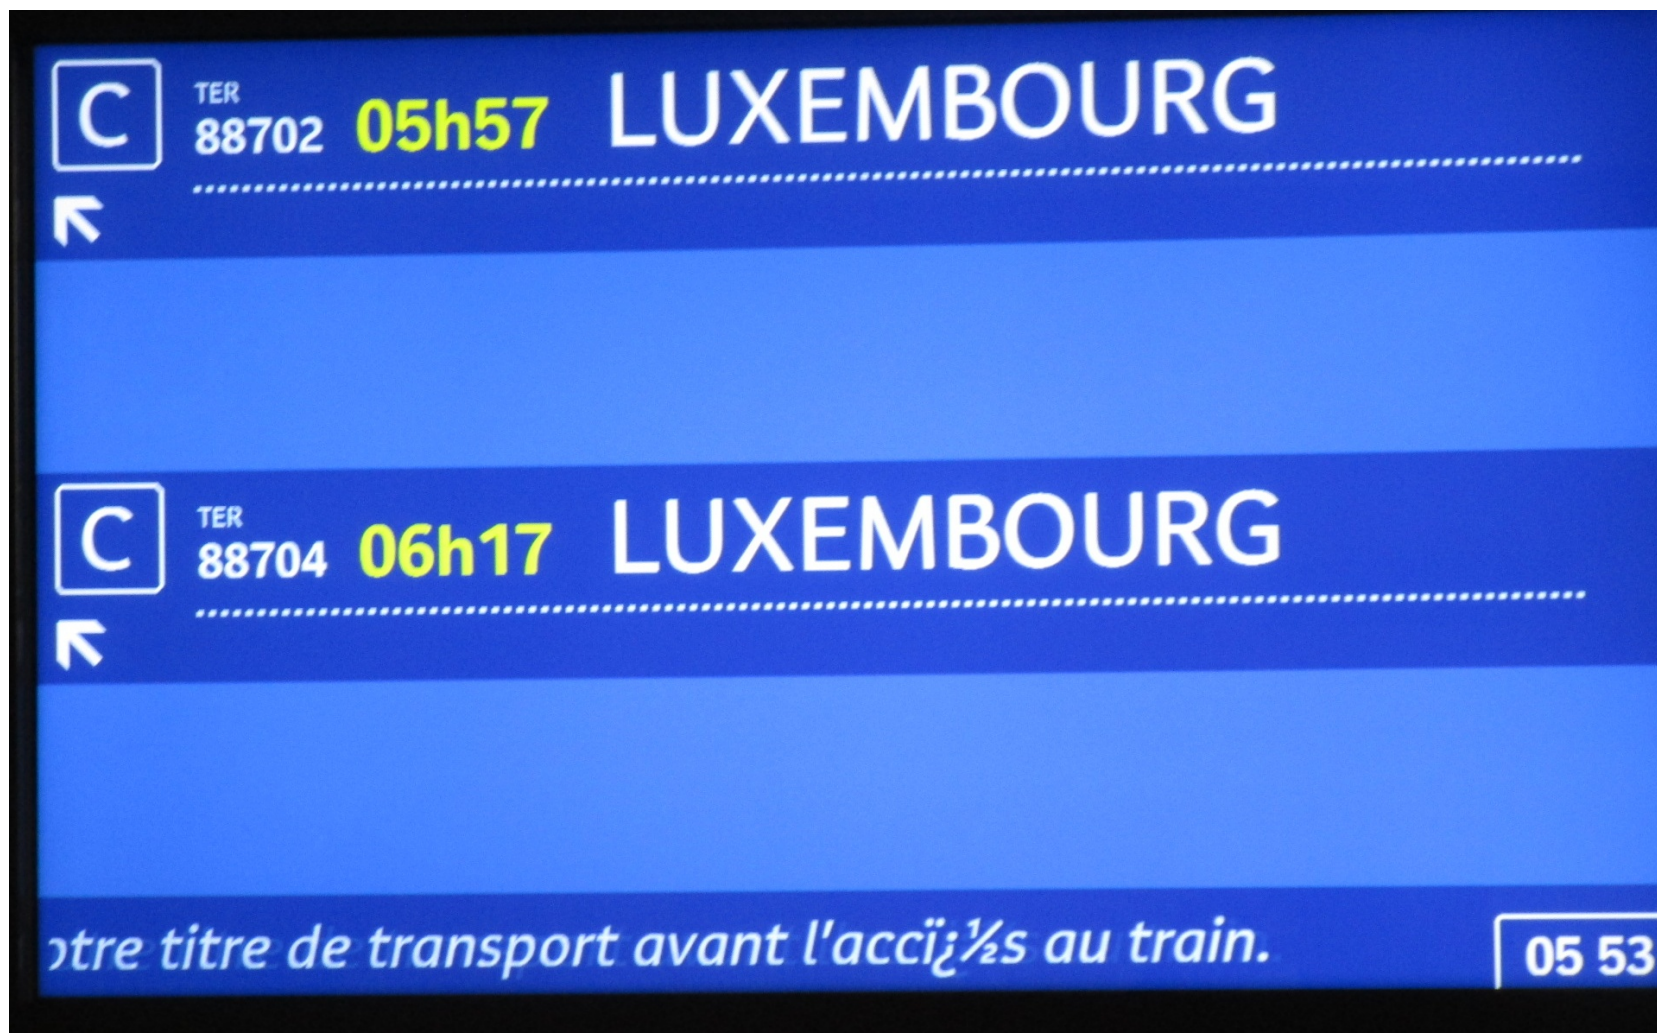 C TER
88702 05h57 LUXEMBOURG
C TER
88704 06h17 LUXEMBOURG
otre titre de transport avant l'accï¿½s au train.
05 53